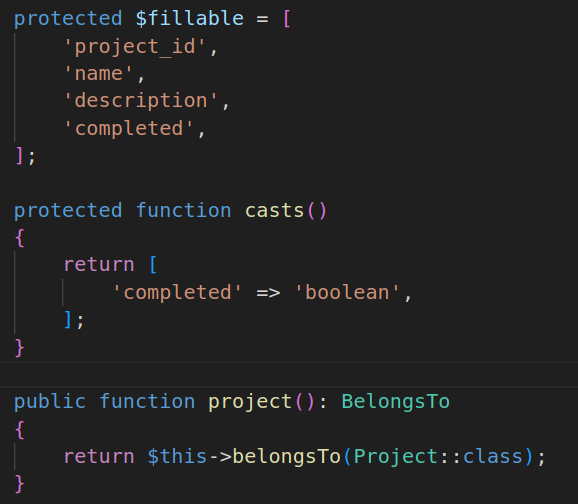 protected $fillable = [
    'project_id',
    'name',
    'description',
    'completed',
];

protected function casts()
{
    return [
        'completed' => 'boolean',
    ];
}

public function project(): BelongsTo
{
    return $this->belongsTo(Project::class);
}